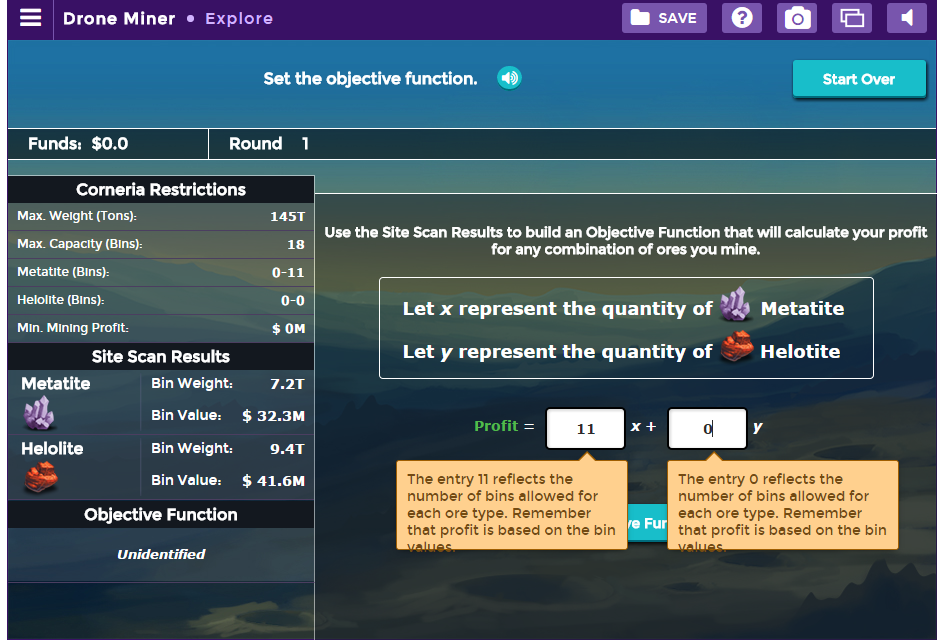 Drone Miner • Explore
SAVE
?
Set the objective function.
Start Over
Funds: $0.0
Round 1
Corneria Restrictions
Max. Weight (Tons): 145T
Max. Capacity (Bins): 18
Metatite (Bins): 0-11
Helolite (Bins): 0-0
Min. Mining Profit: $ 0M
Site Scan Results
Metatite
Bin Weight: 7.2T
Bin Value: $ 32.3M
Helolite
Bin Weight: 9.4T
Bin Value: $ 41.6M
Objective Function
Unidentified
Use the Site Scan Results to build an Objective Function that will calculate your profit
for any combination of ores you mine.
Let x represent the quantity of Metatite
Let y represent the quantity of Helotite
Profit = 11 x + 0 y
The entry 11 reflects the
number of bins allowed for
each ore type. Remember
that profit is based on the bin
values.
ve Fur
The entry 0 reflects the
number of bins allowed for
each ore type. Remember
that profit is based on the bin
values.